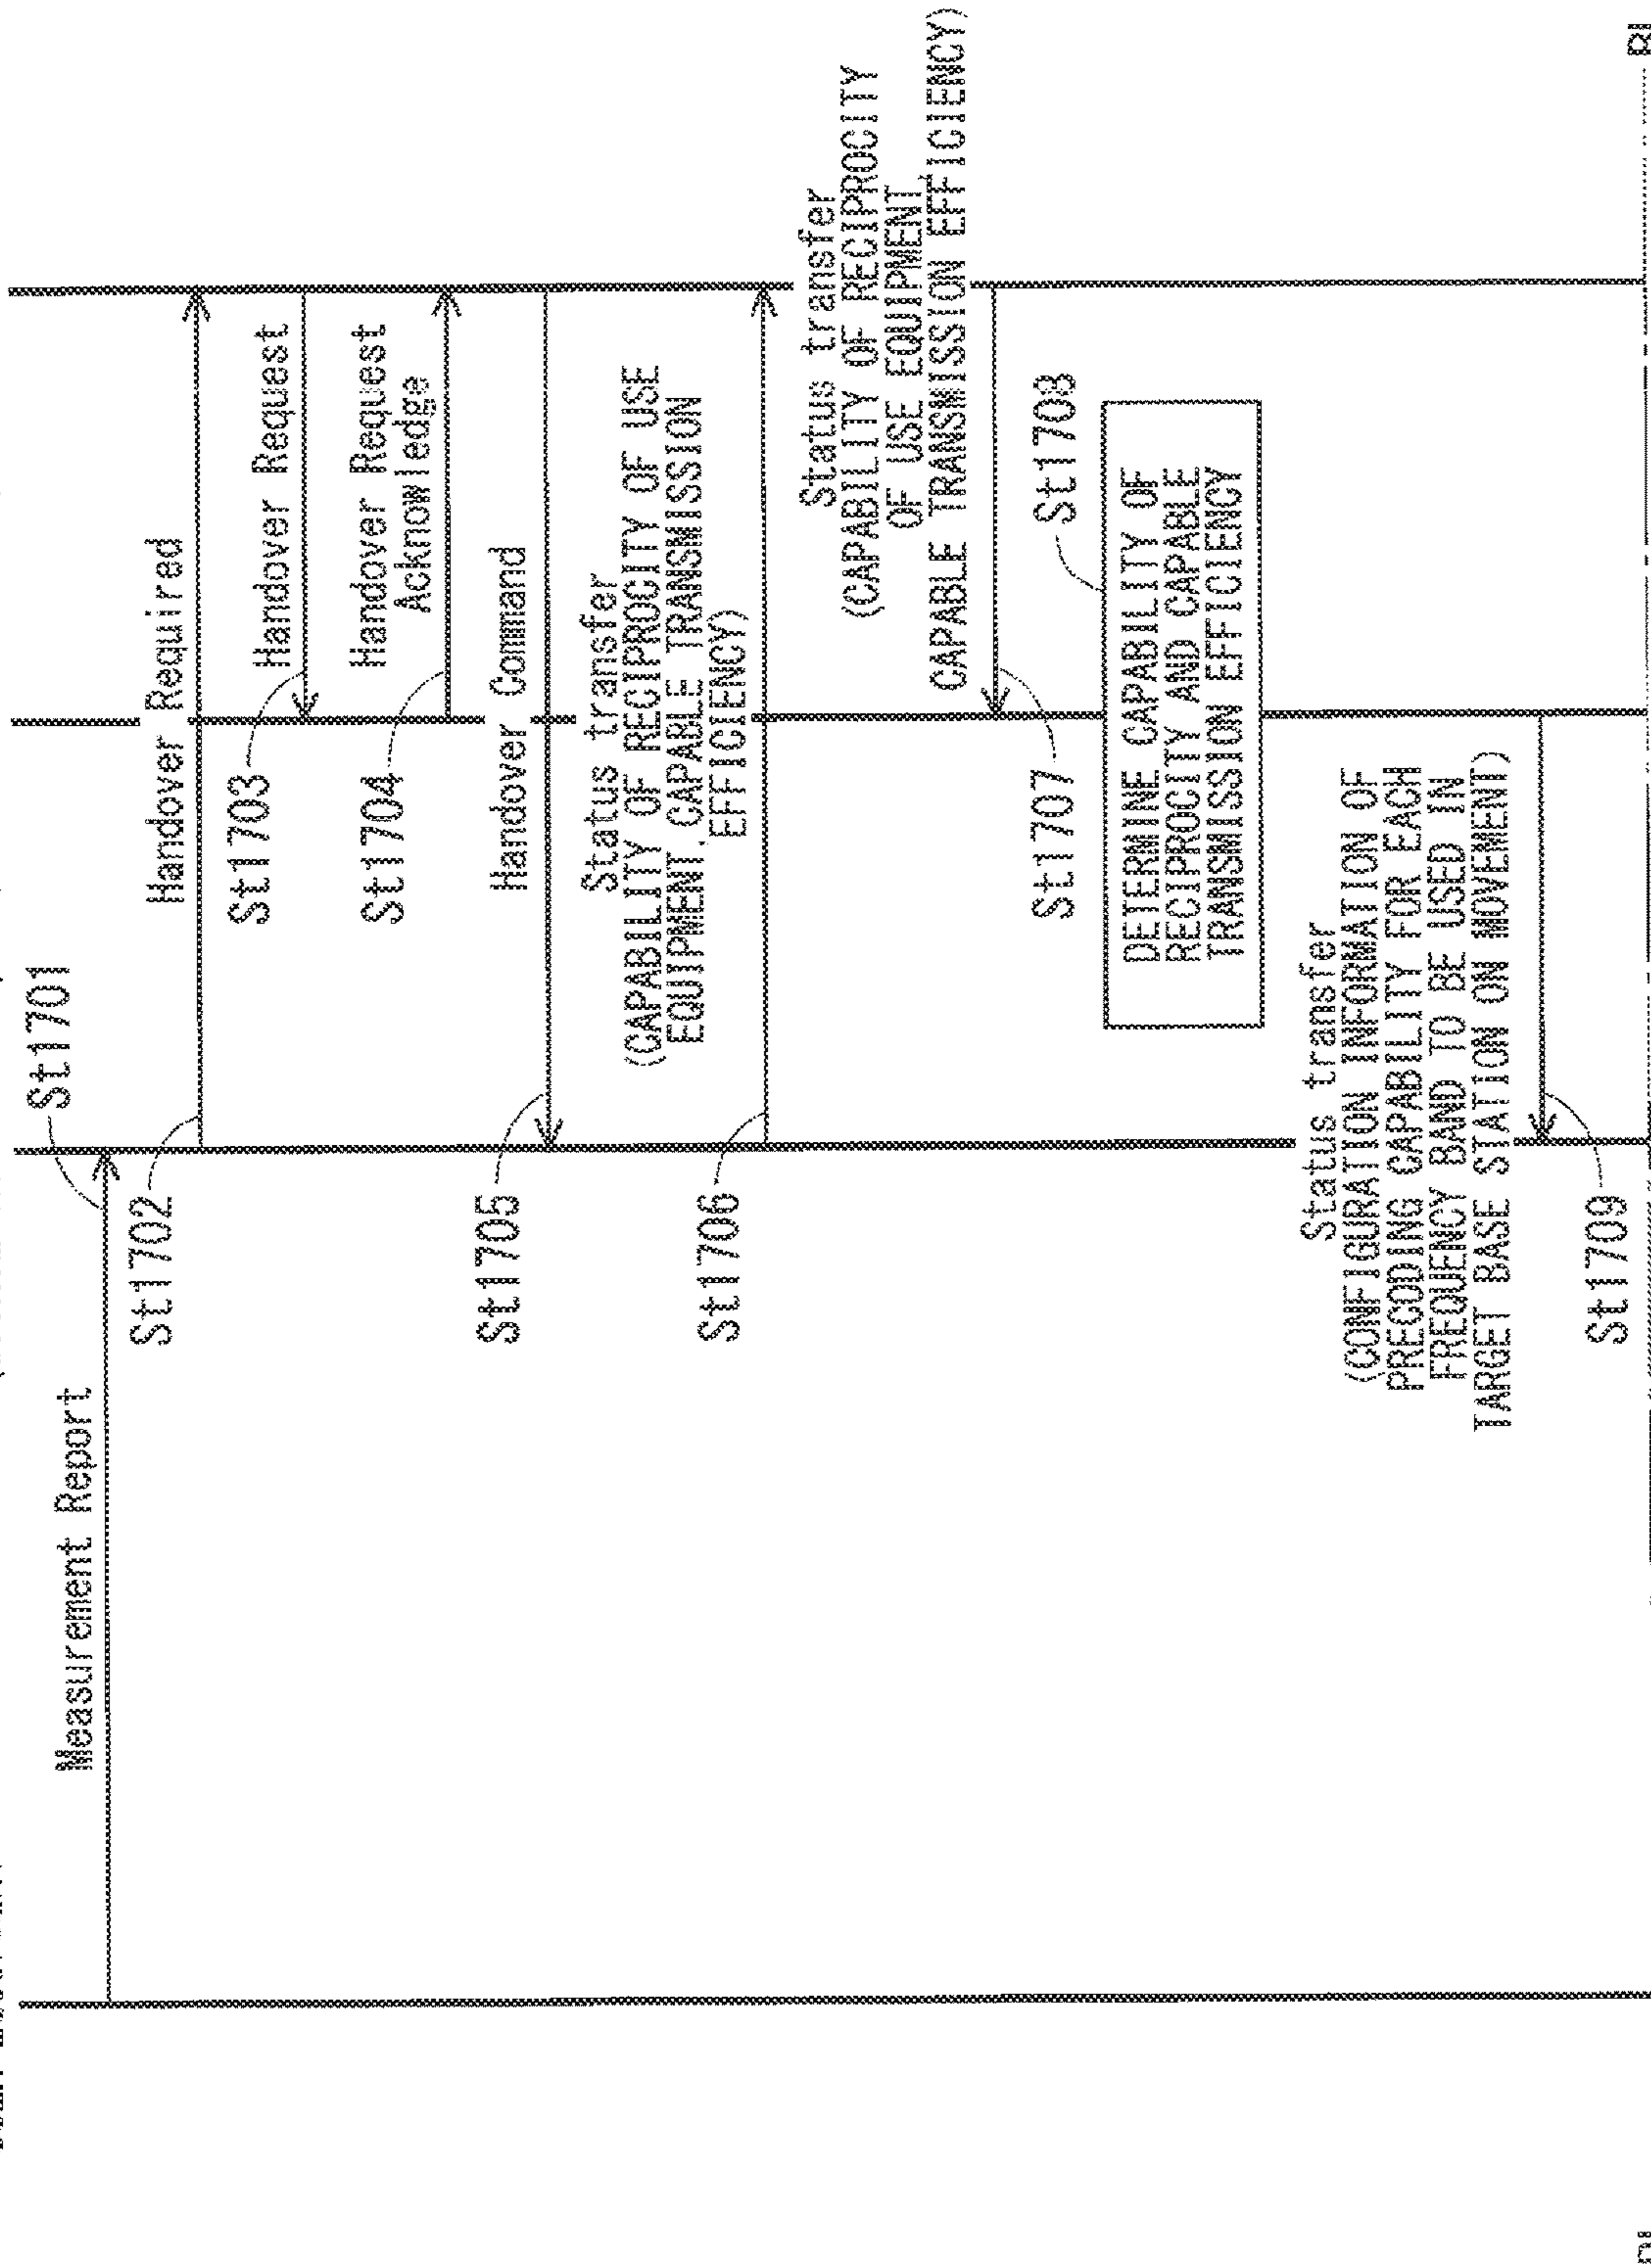 St1701
Measurement Report
Handover Required
St1702
Handover Request
St1703
Handover Request
Acknowledge
St1704
Handover Command
St1705
Status transfer
(CAPABILITY OF RECIPROCITY OF USE
EQUIPMENT, CAPABLE TRANSMISSION
EFFICIENCY)
St1706
Status transfer
(CAPABILITY OF RECIPROCITY
OF USE EQUIPMENT,
CAPABLE TRANSMISSION EFFICIENCY)
St1707
St1708
DETERMINE CAPABILITY OF
RECIPROCITY AND CAPABLE
TRANSMISSION EFFICIENCY
Status transfer
(CONFIGURATION INFORMATION OF
PRECODING CAPABILITY FOR EACH
FREQUENCY BAND TO BE USED IN
TARGET BASE STATION ON MOVEMENT)
St1709